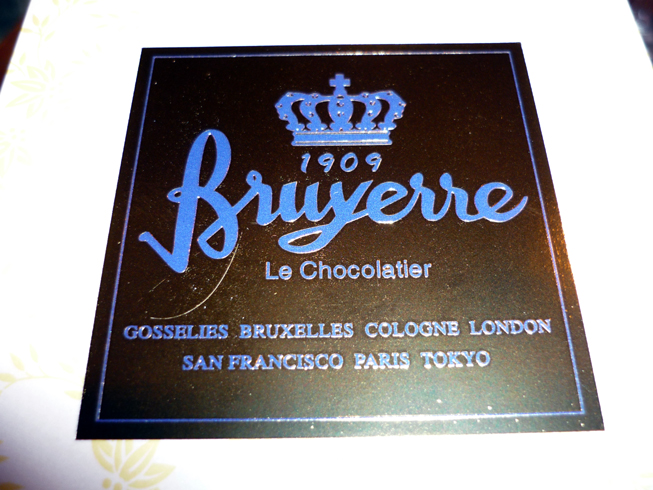 1909
Bruyerre
Le Chocolatier
GOSSELIES BRUXELLES COLOGNE LONDON
SAN FRANCISCO PARIS TOKYO